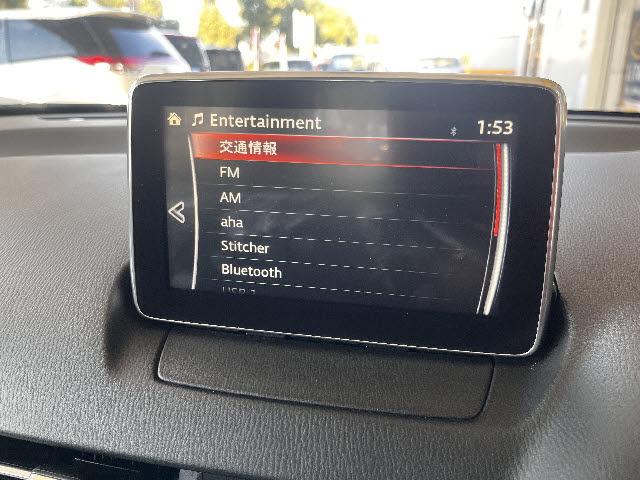 Entertainment
1:53
交通情報
FM
AM
aha
Stitcher
Bluetooth